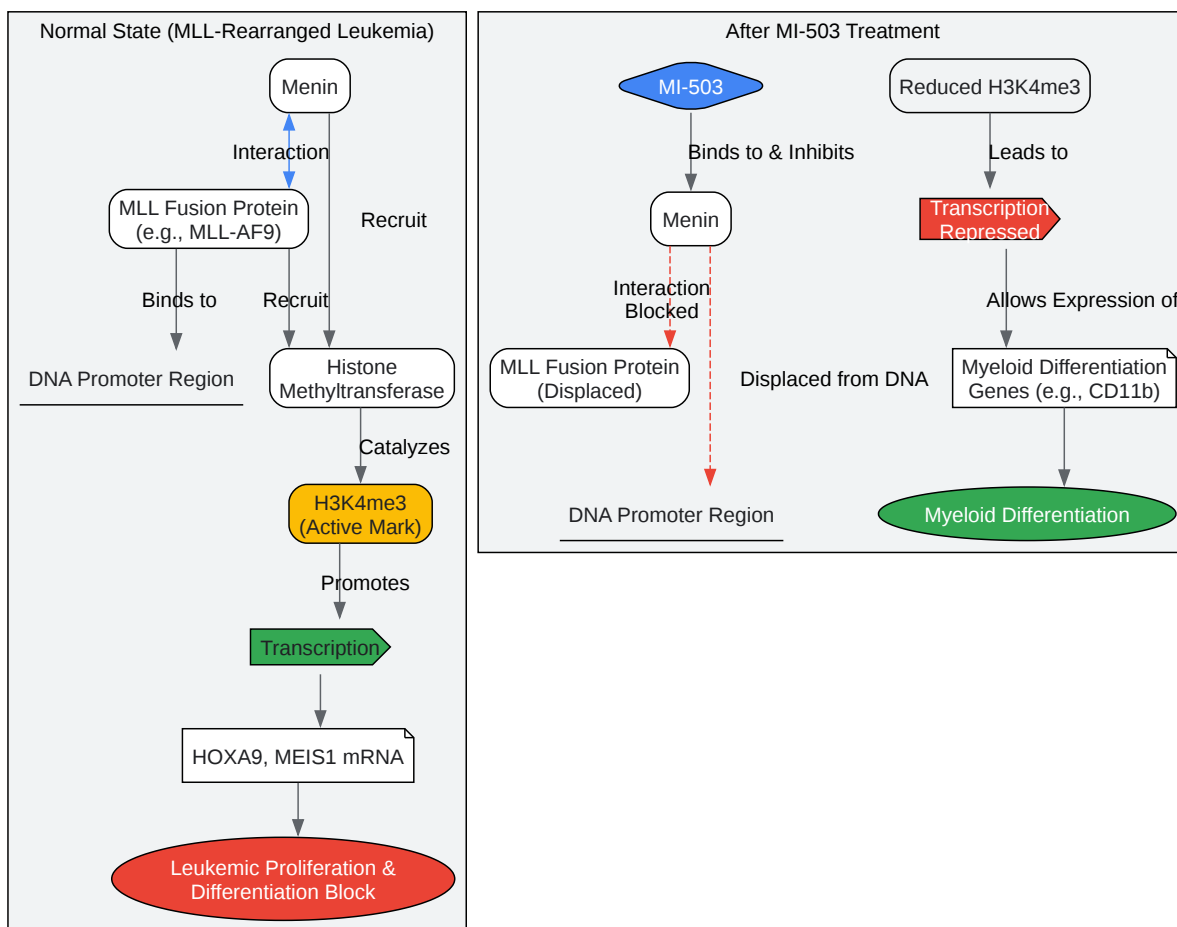 Normal State (MLL-Rearranged Leukemia)
Menin
Interaction
MLL Fusion Protein
(e.g., MLL-AF9)
Recruit
Binds to
Recruit
DNA Promoter Region
Histone
Methyltransferase
Catalyzes
H3K4me3
(Active Mark)
Promotes
Transcription
HOXA9, MEIS1 mRNA
Leukemic Proliferation &
Differentiation Block
After MI-503 Treatment
MI-503
Binds to & Inhibits
Menin
Interaction
Blocked
MLL Fusion Protein
(Displaced)
Displaced from DNA
DNA Promoter Region
Reduced H3K4me3
Leads to
Transcription
Repressed
Allows Expression of
Myeloid Differentiation
Genes (e.g., CD11b)
Myeloid Differentiation